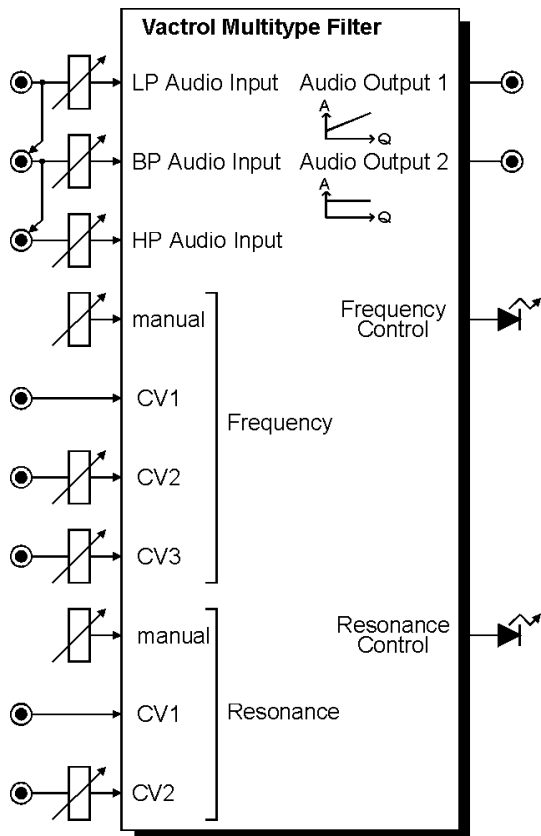 Vactrol Multitype Filter
LP Audio Input
Audio Output 1
A
Q
BP Audio Input
Audio Output 2
A
Q
HP Audio Input
manual
Frequency
Control
CV1
Frequency
CV2
CV3
manual
Resonance
Control
CV1
Resonance
CV2